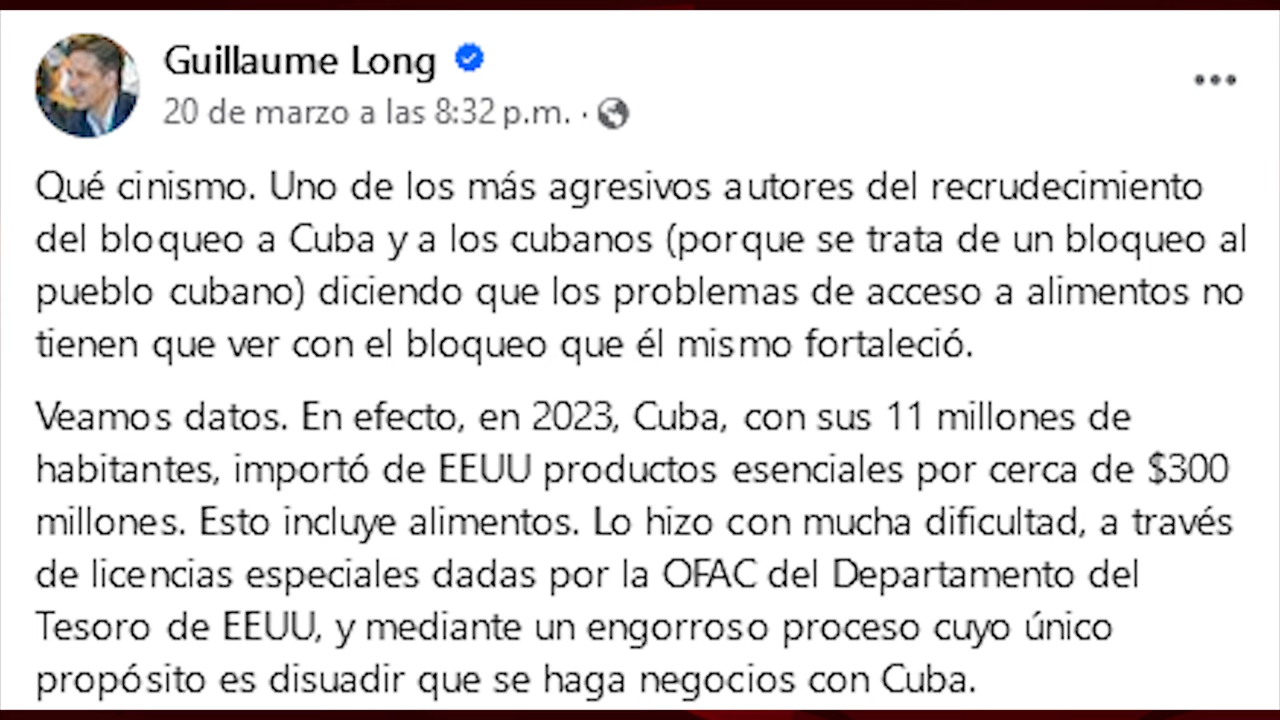 Guillaume Long
20 de marzo a las 8:32 p.m. ·
Qué cinismo. Uno de los más agresivos autores del recrudecimiento
del bloqueo a Cuba y a los cubanos (porque se trata de un bloqueo al
pueblo cubano) diciendo que los problemas de acceso a alimentos no
tienen que ver con el bloqueo que él mismo fortaleció.
Veamos datos. En efecto, en 2023, Cuba, con sus 11 millones de
habitantes, importó de EEUU productos esenciales por cerca de $300
millones. Esto incluye alimentos. Lo hizo con mucha dificultad, a través
de licencias especiales dadas por la OFAC del Departamento del
Tesoro de EEUU, y mediante un engorroso proceso cuyo único
propósito es disuadir que se haga negocios con Cuba.